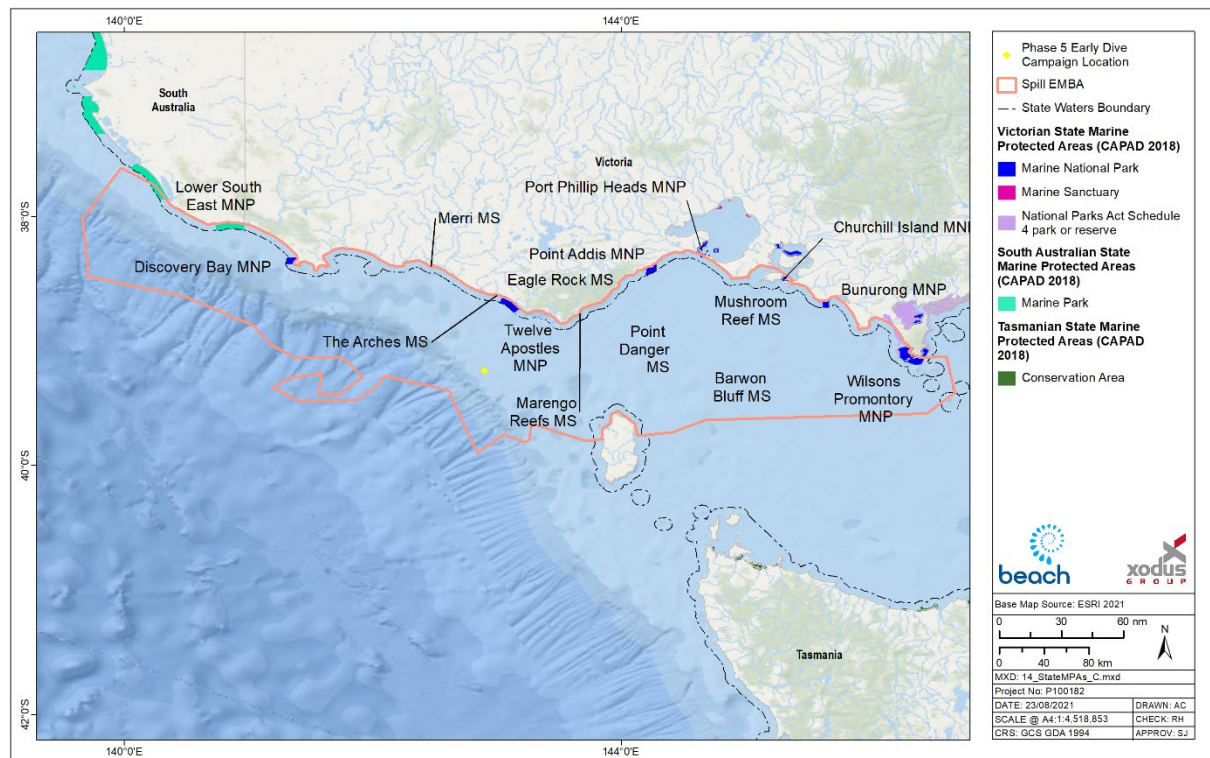 140°0'E
144°0'E
38°S
40°S
42°0'S
140°0'E
144°0'E
South
Australia
Victoria
Tasmania
Lower South
East MNP
Discovery Bay MNP
Merri MS
The Arches MS
Twelve
Apostles
MNP
Marengo
Reefs MS
Eagle Rock MS
Point Addis MNP
Port Phillip Heads MNP
Point
Danger
MS
Barwon
Bluff MS
Mushroom
Reef MS
Churchill Island MN
Bunurong MNP
Wilsons
Promontory
MNP
Phase 5 Early Dive
Campaign Location
Spill EMBA
State Waters Boundary
Victorian State Marine
Protected Areas (CAPAD 2018)
Marine National Park
Marine Sanctuary
National Parks Act Schedule
4 park or reserve
South Australian State
Marine Protected Areas
(CAPAD 2018)
Marine Park
Tasmanian State Marine
Protected Areas (CAPAD
2018)
Conservation Area
beach
xodus
GROUP
Base Map Source: ESRI 2021
0 30 60 nm
N
0 40 80 km
MXD: 14_StateMPAs_C.mxd
Project No: P100182
DATE: 23/08/2021 DRAWN: AC
SCALE @ A4:1:4,518,853 CHECK: RH
CRS: GCS GDA 1994 APPROV: SJ